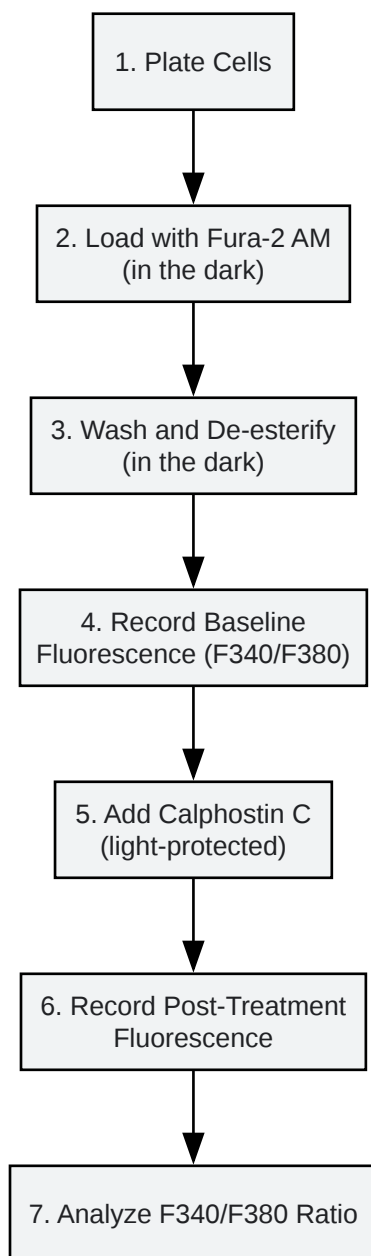 1. Plate Cells
2. Load with Fura-2 AM
(in the dark)
3. Wash and De-esterify
(in the dark)
4. Record Baseline
Fluorescence (F340/F380)
5. Add Calphostin C
(light-protected)
6. Record Post-Treatment
Fluorescence
7. Analyze F340/F380 Ratio